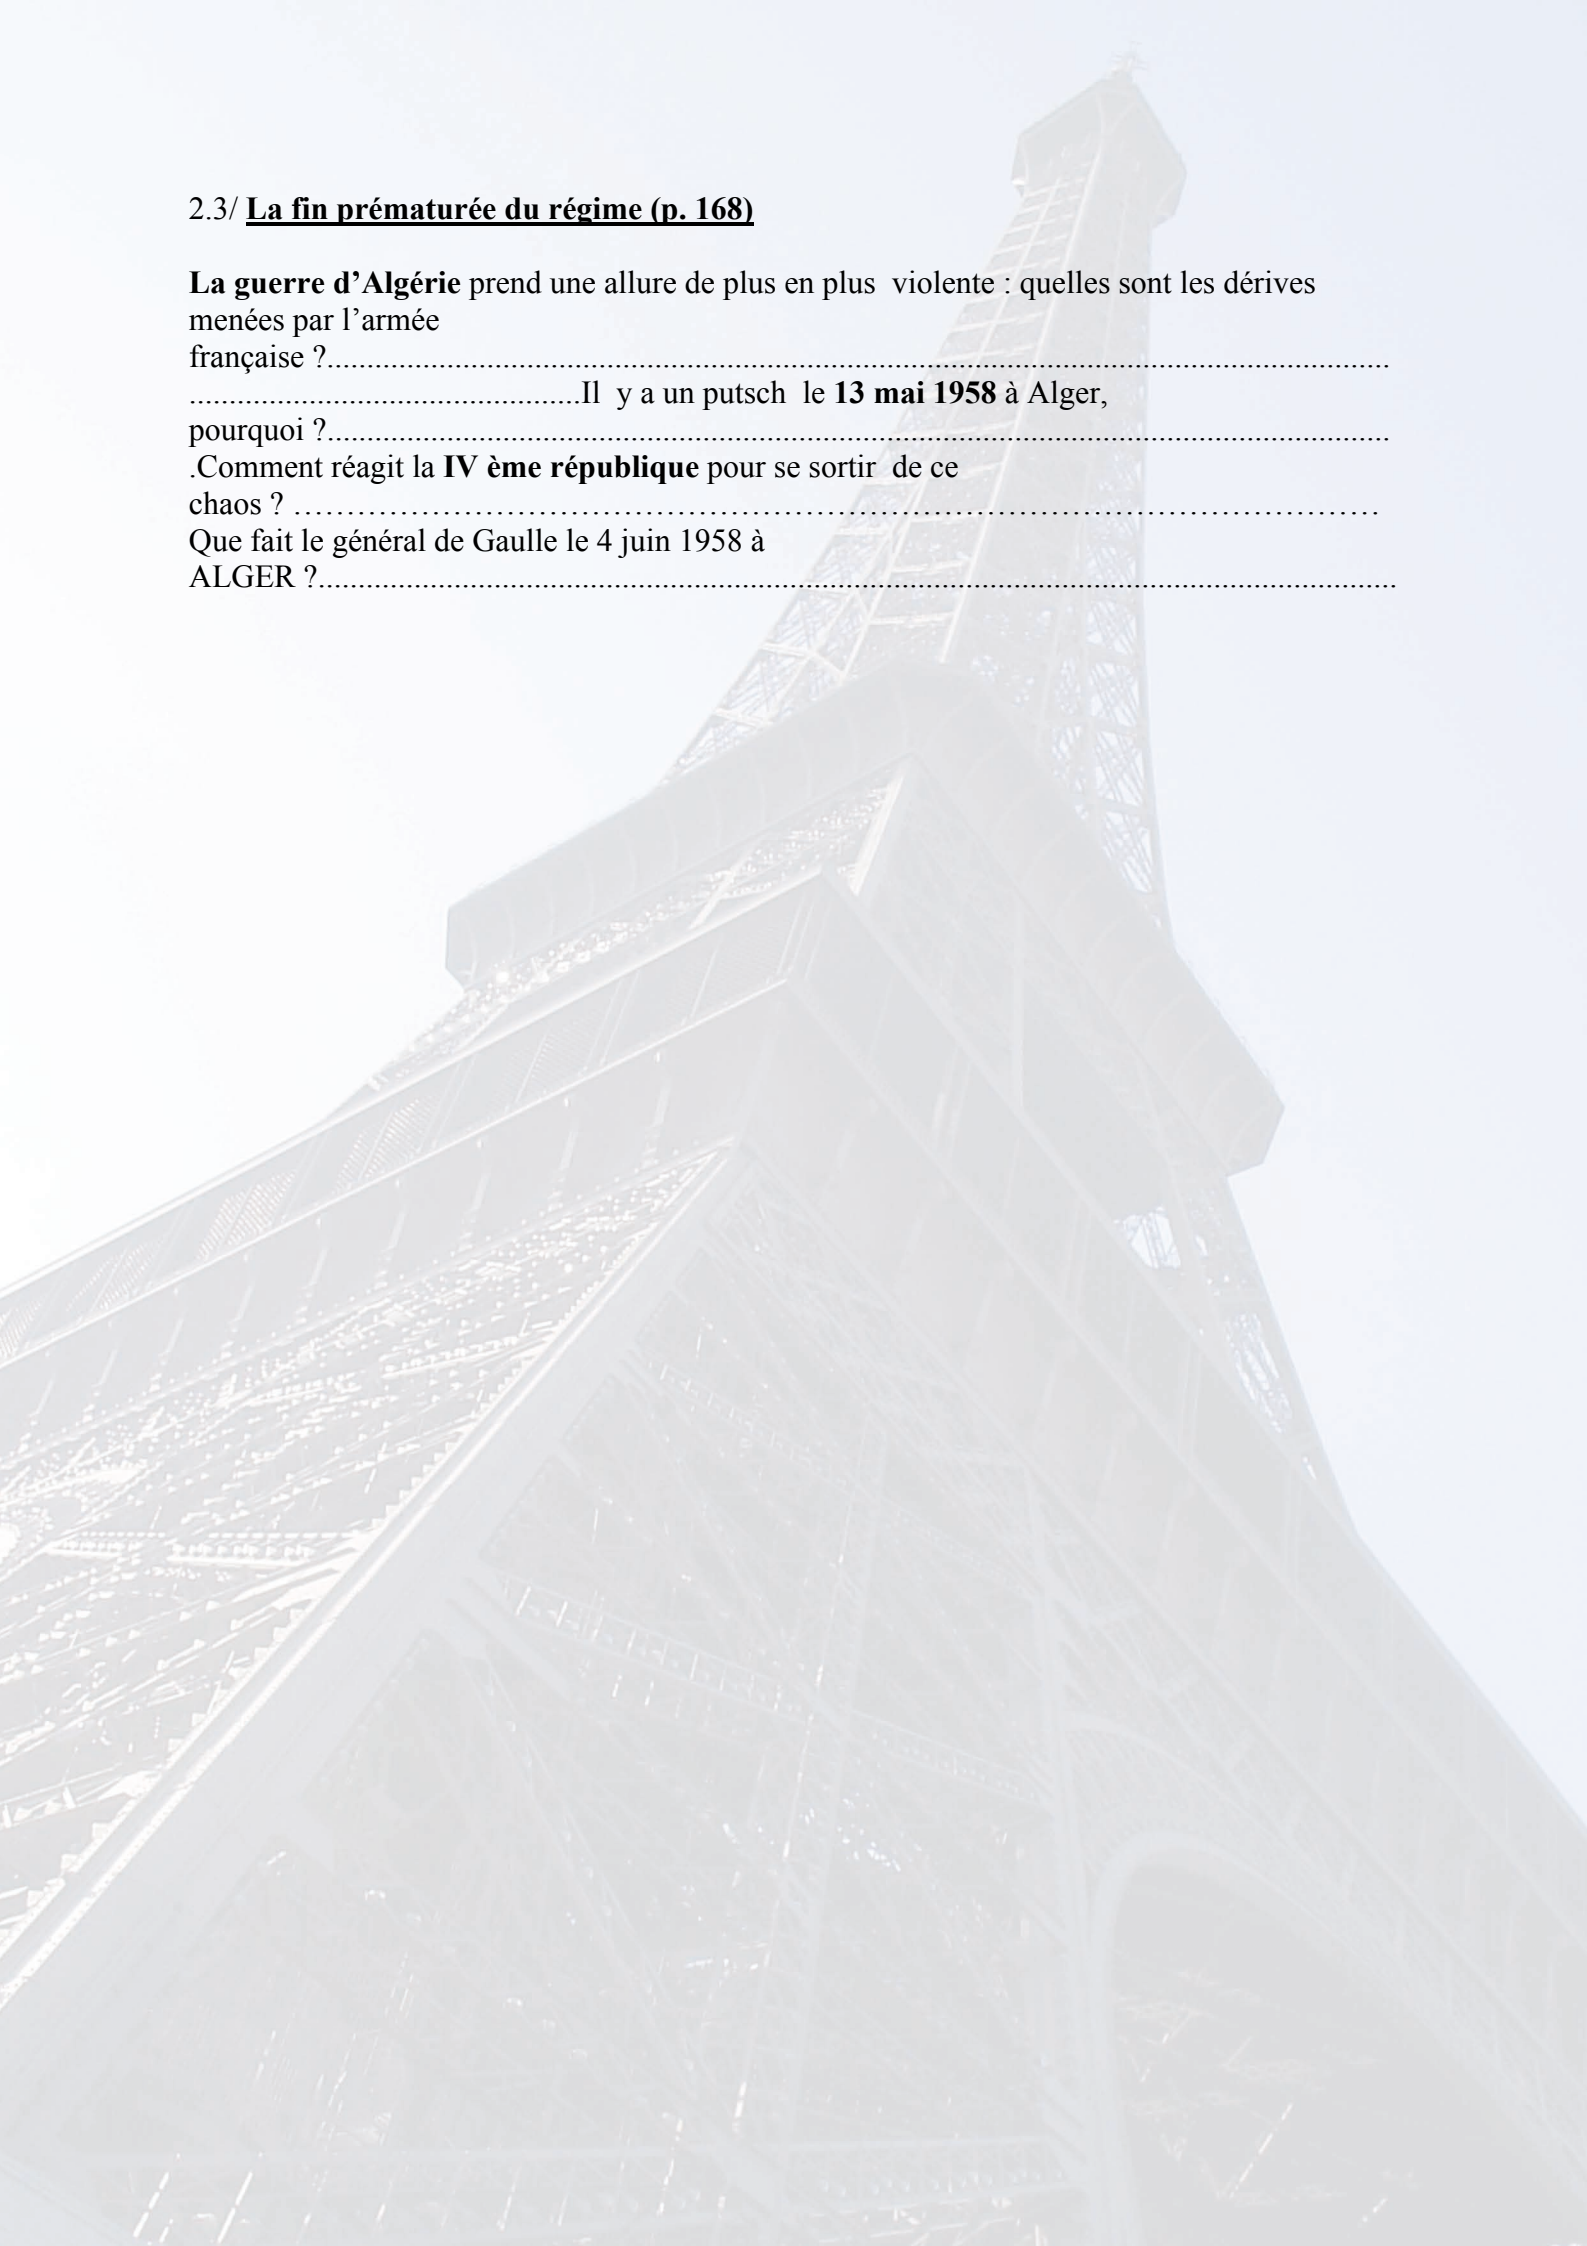 2.3/ La fin prématurée du régime (p. 168)
La guerre d’Algérie prend une allure de plus en plus  violente : quelles sont les dérives
menées par l’armée
française ?......................................................................................................................................
.................................................Il  y a un putsch  le 13 mai 1958 à Alger,
pourquoi ?......................................................................................................................................
.Comment réagit la IV ème république pour se sortir  de ce
chaos ? ……………………………………………………………………………………………
Que fait le général de Gaulle le 4 juin 1958 à
ALGER ?........................................................................................................................................